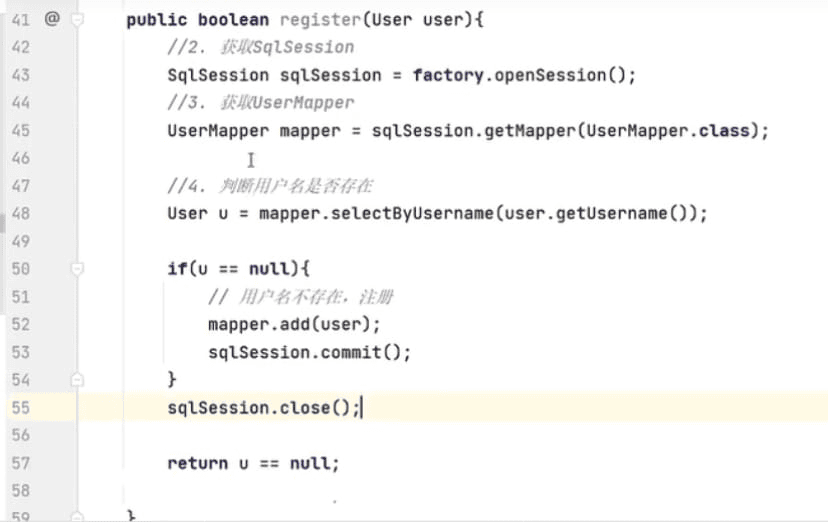 41 @ public boolean register(User user){
42 //2. 获取SqlSession
43 SqlSession sqlSession = factory.openSession();
44 //3. 获取UserMapper
45 UserMapper mapper = sqlSession.getMapper(UserMapper.class);
46
47 //4. 判断用户名是否存在
48 User u = mapper.selectByUsername(user.getUsername());
49
50 if(u == null){
51 // 用户名不存在，注册
52 mapper.add(user);
53 sqlSession.commit();
54 }
55 sqlSession.close();
56
57 return u == null;
58
59 }